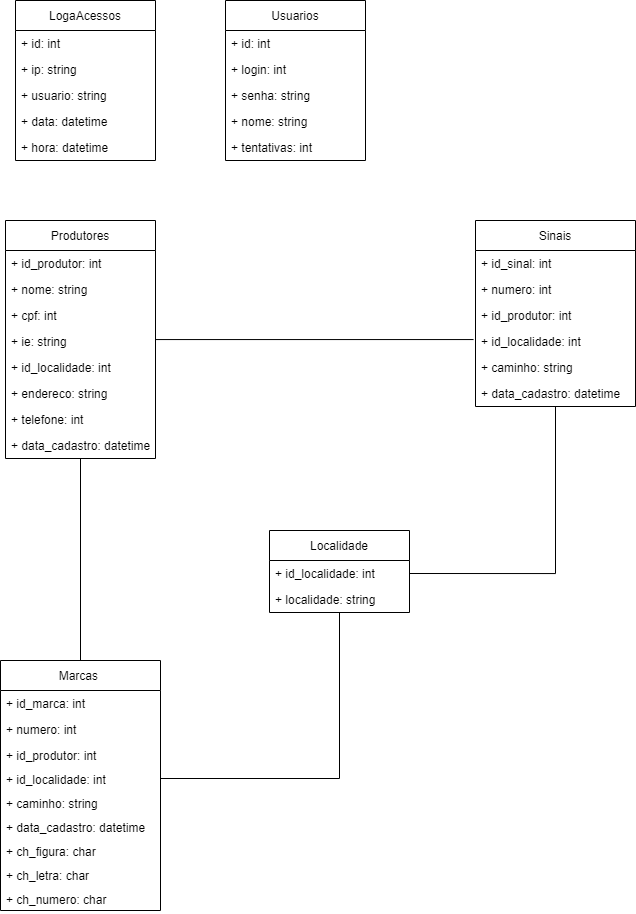 LogaAcessos
+ id: int
+ ip: string
+ usuario: string
+ data: datetime
+ hora: datetime
Usuarios
+ id: int
+ login: int
+ senha: string
+ nome: string
+ tentativas: int
Produtores
+ id_produtor: int
+ nome: string
+ cpf: int
+ ie: string
+ id_localidade: int
+ endereco: string
+ telefone: int
+ data_cadastro: datetime
Sinais
+ id_sinal: int
+ numero: int
+ id_produtor: int
+ id_localidade: int
+ caminho: string
+ data_cadastro: datetime
Localidade
+ id_localidade: int
+ localidade: string
Marcas
+ id_marca: int
+ numero: int
+ id_produtor: int
+ id_localidade: int
+ caminho: string
+ data_cadastro: datetime
+ ch_figura: char
+ ch_letra: char
+ ch_numero: char